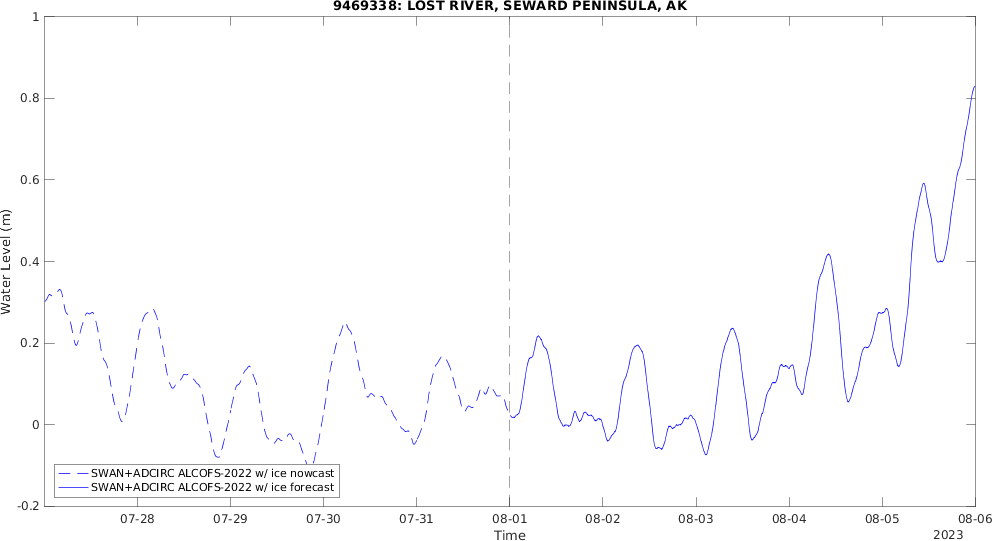 9469338: LOST RIVER, SEWARD PENINSULA, AK
1
0.8
0.6
0.4
0.2
0
-0.2
Water Level (m)
SWAN+ADCIRC ALCOFS-2022 w/ ice nowcast
SWAN+ADCIRC ALCOFS-2022 w/ ice forecast
07-28 07-29 07-30 07-31 08-01 08-02 08-03 08-04 08-05 08-06
Time
2023